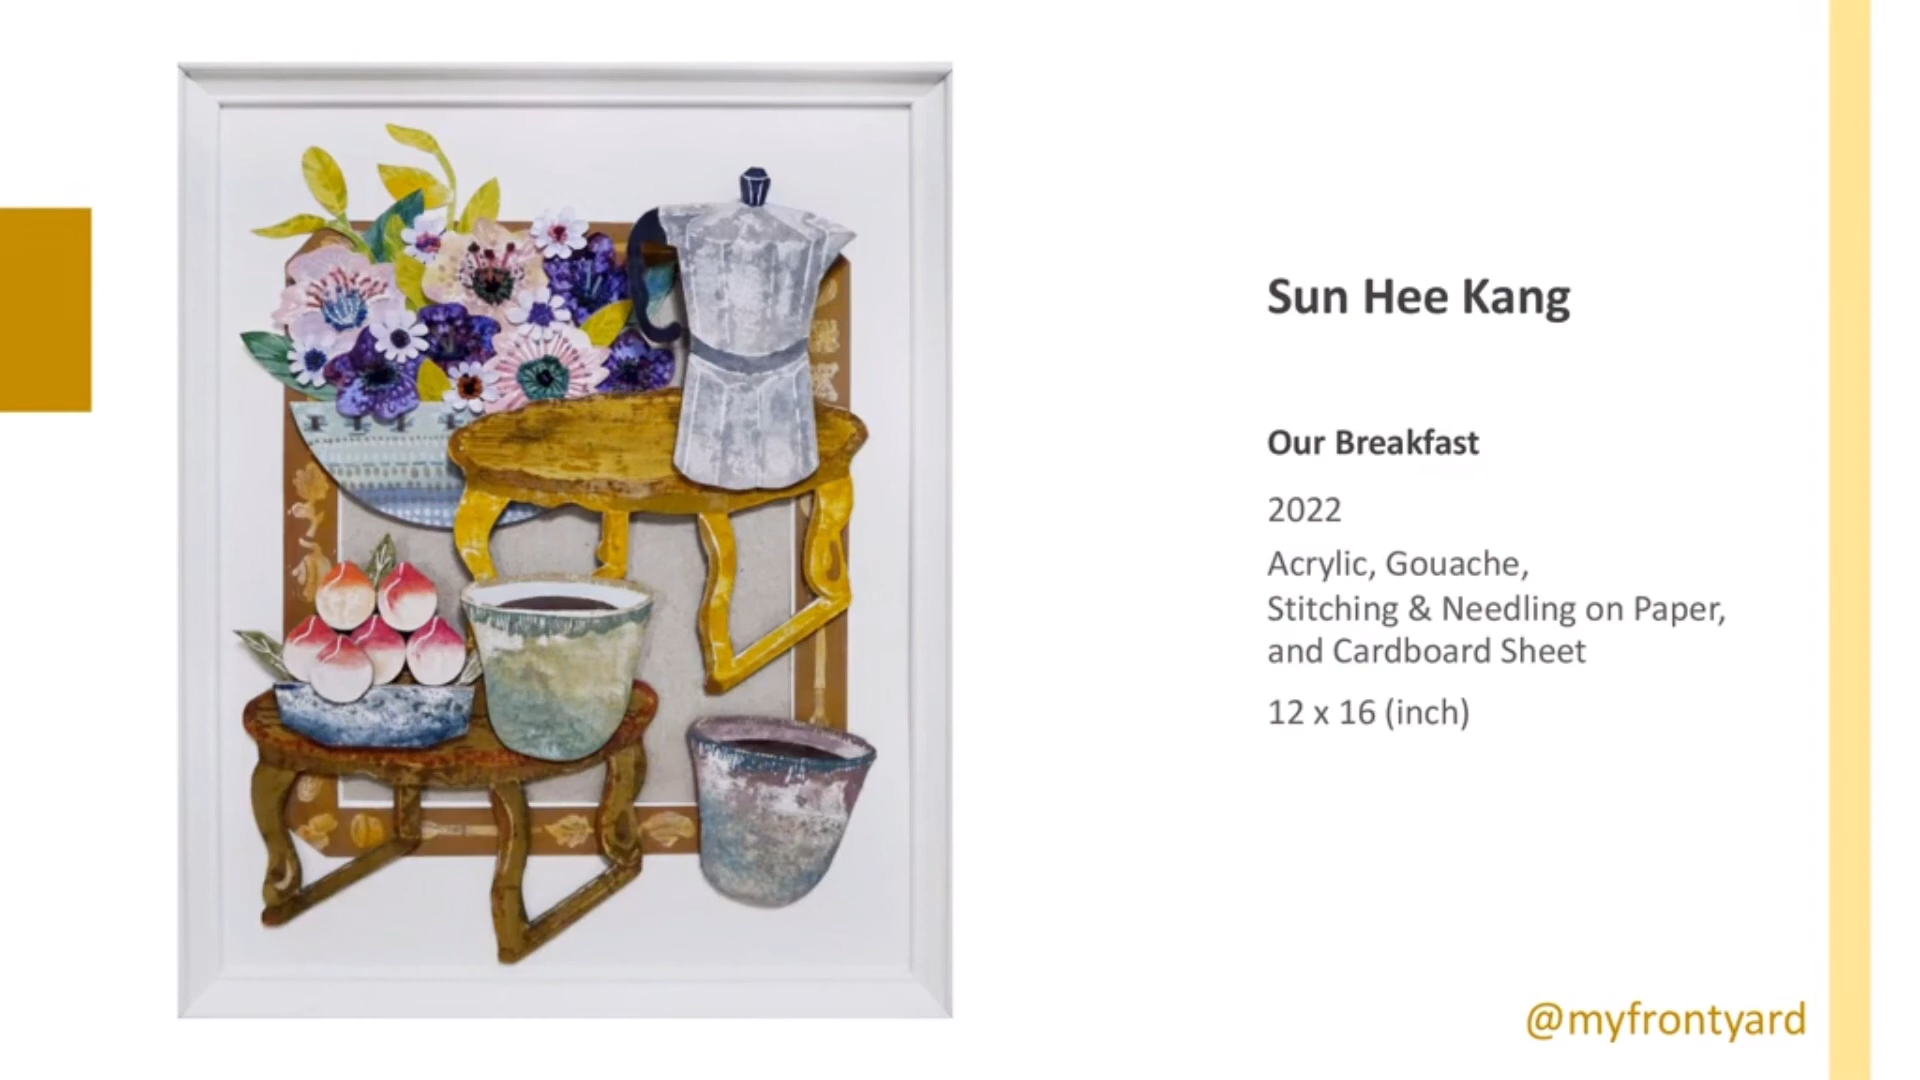 Sun Hee Kang
Our Breakfast
2022
Acrylic, Gouache,
Stitching & Needling on Paper,
and Cardboard Sheet
12 x 16 (inch)
@myfrontyard